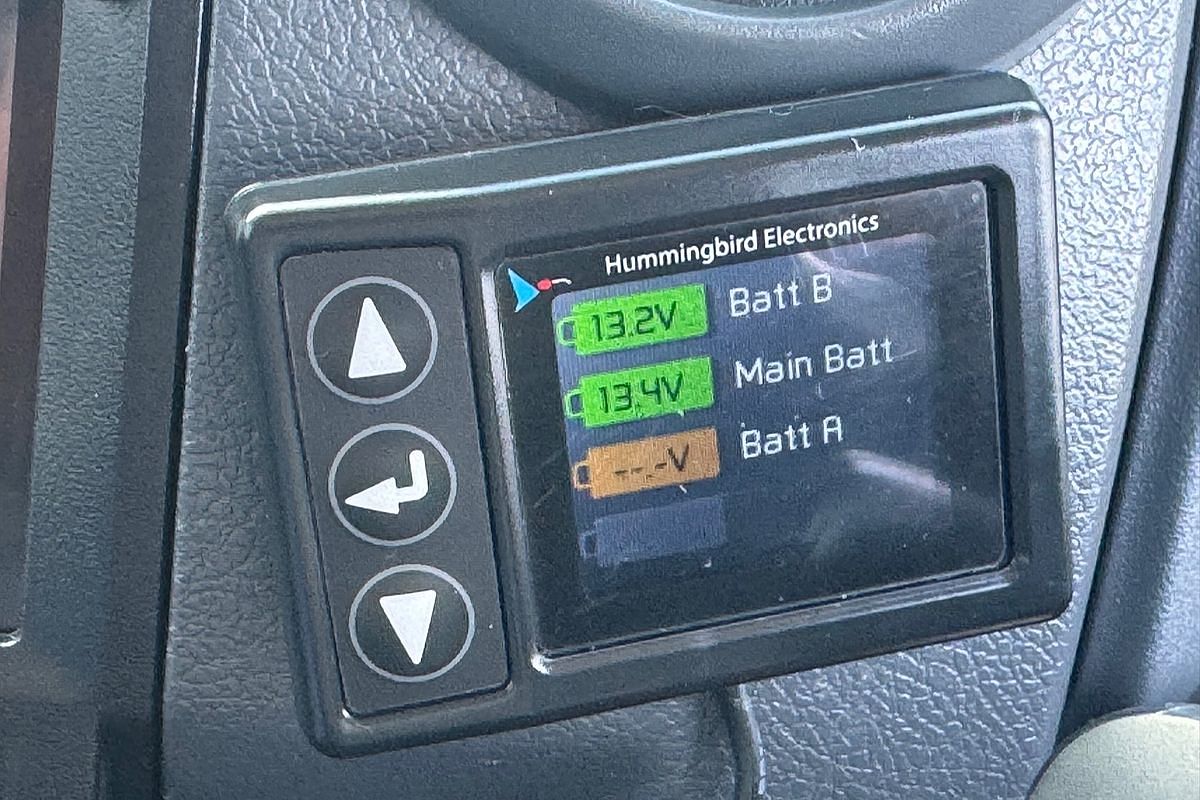 Hummingbird Electronics
13.2V Batt B
13.4V Main Batt
--.-V Batt A